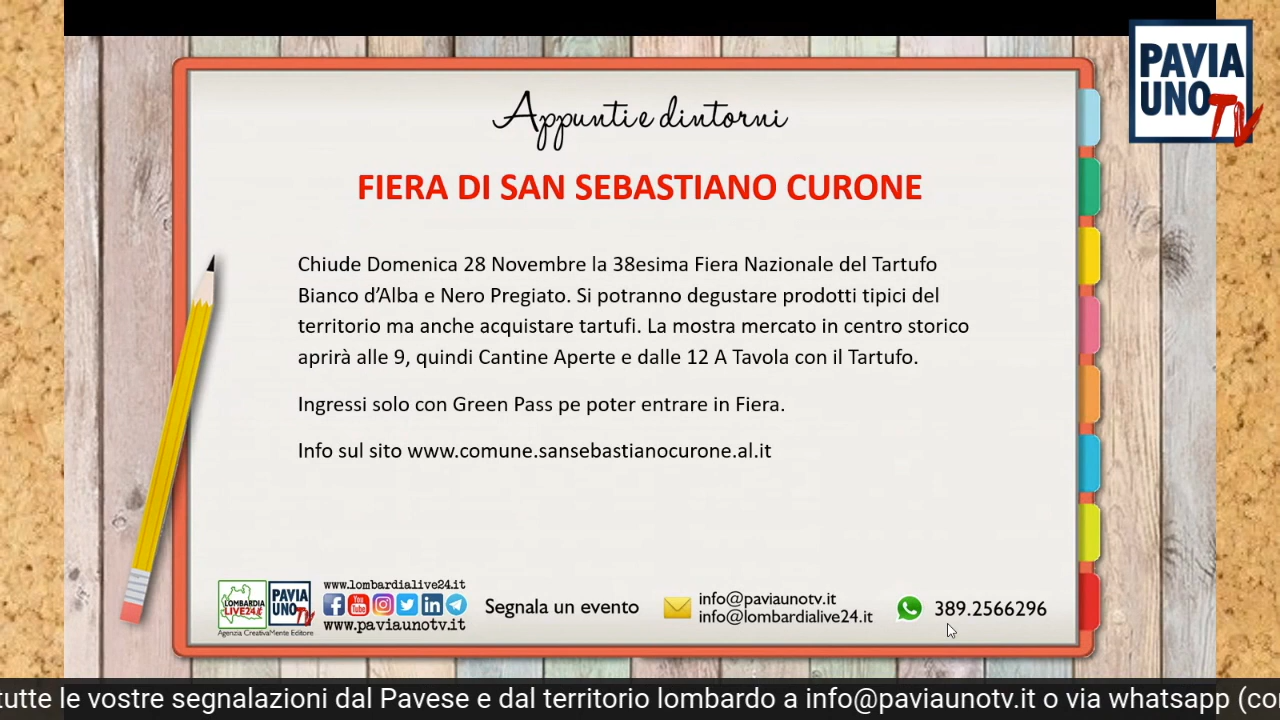 PAVIA
UNO TV
Appunti e dintorni
FIERA DI SAN SEBASTIANO CURONE
Chiude Domenica 28 Novembre la 38esima Fiera Nazionale del Tartufo
Bianco d’Alba e Nero Pregiato. Si potranno degustare prodotti tipici del
territorio ma anche acquistare tartufi. La mostra mercato in centro storico
aprirà alle 9, quindi Cantine Aperte e dalle 12 A Tavola con il Tartufo.
Ingressi solo con Green Pass pe poter entrare in Fiera.
Info sul sito www.comune.sansebastianocurone.al.it
LOMBARDIA
LIVE24.it
PAVIA
UNO TV
Agenzia CreativaMente Editore
www.lombardialive24.it
www.paviaunotv.it
Segnala un evento
info@paviaunotv.it
info@lombardialive24.it
389.2566296
tutte le vostre segnalazioni dal Pavese e dal territorio lombardo a info@paviaunotv.it o via whatsapp (co